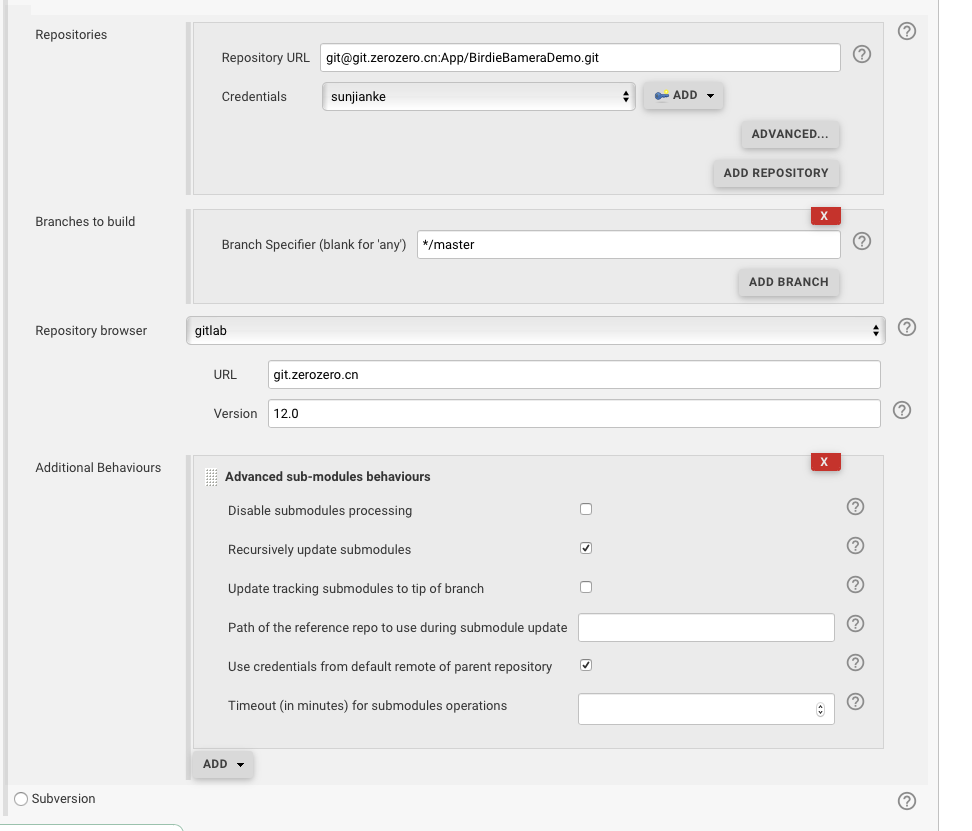 Repositories
Repository URL git@git.zerozero.cn:App/BirdieBameraDemo.git
Credentials sunjianke ADD
ADVANCED...
ADD REPOSITORY
Branches to build
X
Branch Specifier (blank for 'any') */master
ADD BRANCH
Repository browser gitlab
URL git.zerozero.cn
Version 12.0
Additional Behaviours
X
Advanced sub-modules behaviours
Disable submodules processing
Recursively update submodules
Update tracking submodules to tip of branch
Path of the reference repo to use during submodule update
Use credentials from default remote of parent repository
Timeout (in minutes) for submodules operations
ADD
Subversion